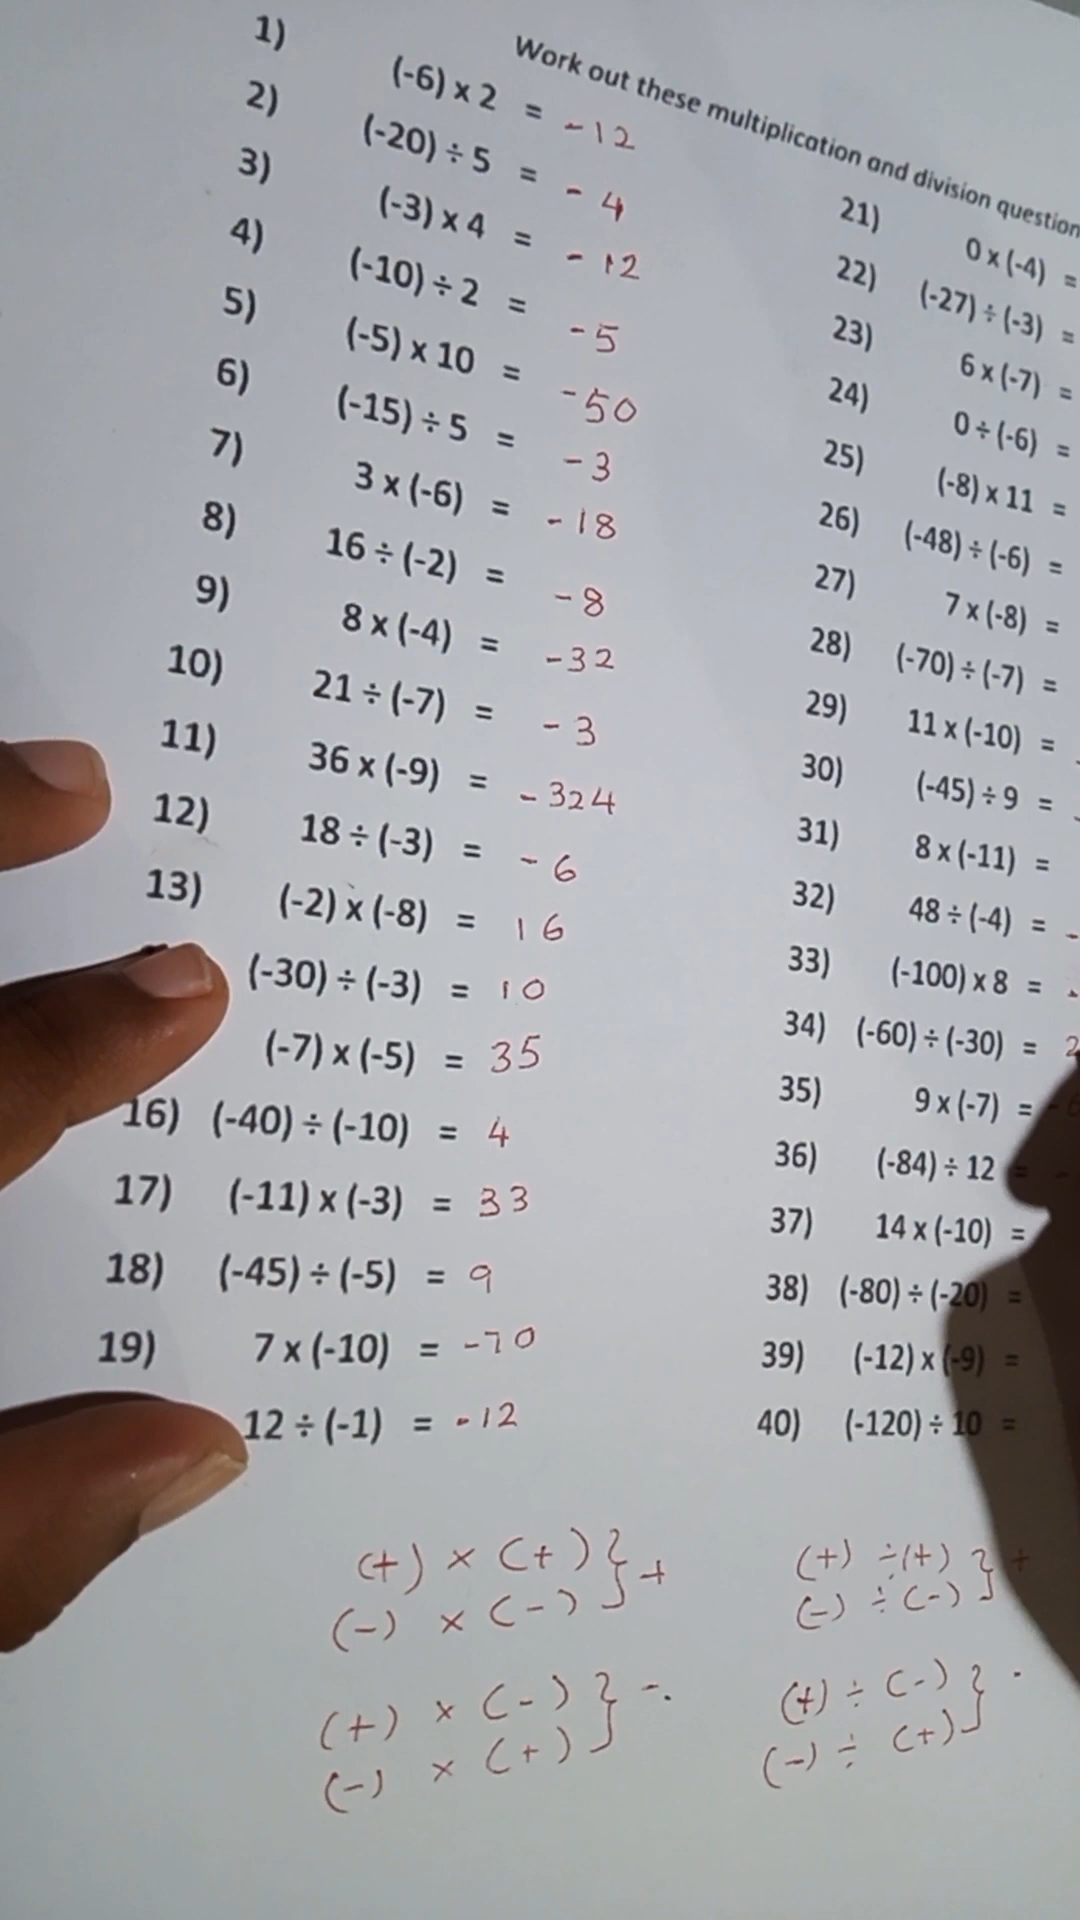 Work out these multiplication and division question
1) (-6) x 2 = -12
2) (-20) ÷ 5 = -4
3) (-3) x 4 = -12
4) (-10) ÷ 2 = -5
5) (-5) x 10 = -50
6) (-15) ÷ 5 = -3
7) 3 x (-6) = -18
8) 16 ÷ (-2) = -8
9) 8 x (-4) = -32
10) 21 ÷ (-7) = -3
11) 36 x (-9) = -324
12) 18 ÷ (-3) = -6
13) (-2) x (-8) = 16
(-30) ÷ (-3) = 10
(-7) x (-5) = 35
16) (-40) ÷ (-10) = 4
17) (-11) x (-3) = 33
18) (-45) ÷ (-5) = 9
19) 7 x (-10) = -70
12 ÷ (-1) = -12
21) 0 x (-4) =
22) (-27) ÷ (-3) =
23) 6 x (-7) =
24) 0 ÷ (-6) =
25) (-8) x 11 =
26) (-48) ÷ (-6) =
27) 7 x (-8) =
28) (-70) ÷ (-7) =
29) 11 x (-10) =
30) (-45) ÷ 9 =
31) 8 x (-11) =
32) 48 ÷ (-4) = -
33) (-100) x 8 = -
34) (-60) ÷ (-30) = 2
35) 9 x (-7) = -
36) (-84) ÷ 12 =
37) 14 x (-10) =
38) (-80) ÷ (-20) =
39) (-12) x (-9) =
40) (-120) ÷ 10 =
(+) × (+) } +
(-) × (-)
(+) × (-) } -.
(-) × (+)
(+) ÷ (+) } +
(-) ÷ (-)
(+) ÷ (-) } -
(-) ÷ (+)